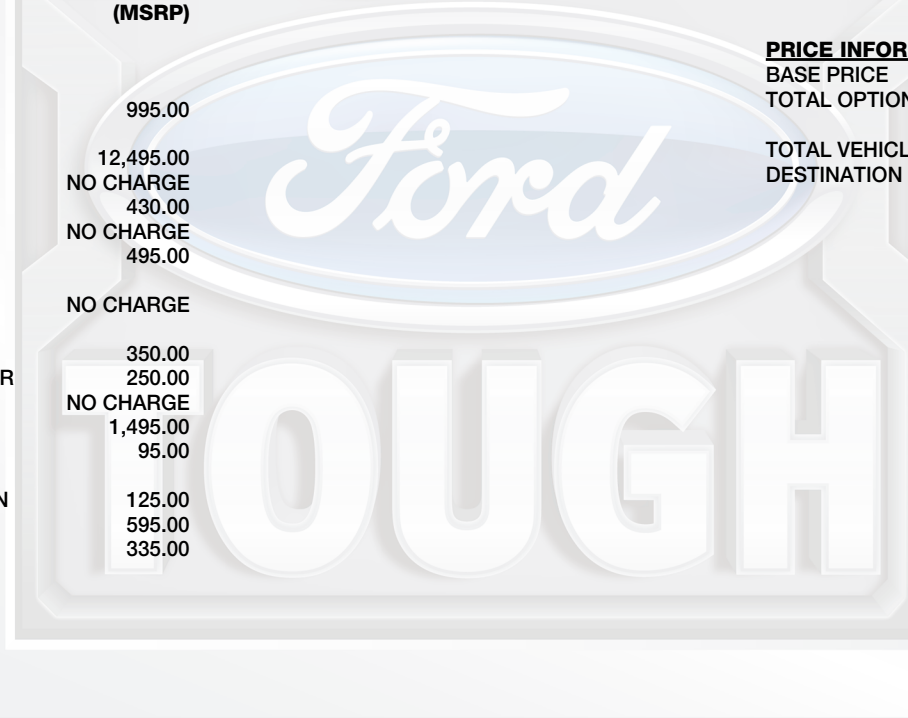 (MSRP)
995.00
12,495.00
NO CHARGE
430.00
NO CHARGE
495.00
NO CHARGE
350.00
R 250.00
NO CHARGE
1,495.00
95.00
N 125.00
595.00
335.00
PRICE INFOR
BASE PRICE
TOTAL OPTION
TOTAL VEHICL
DESTINATION
Ford
TOUGH